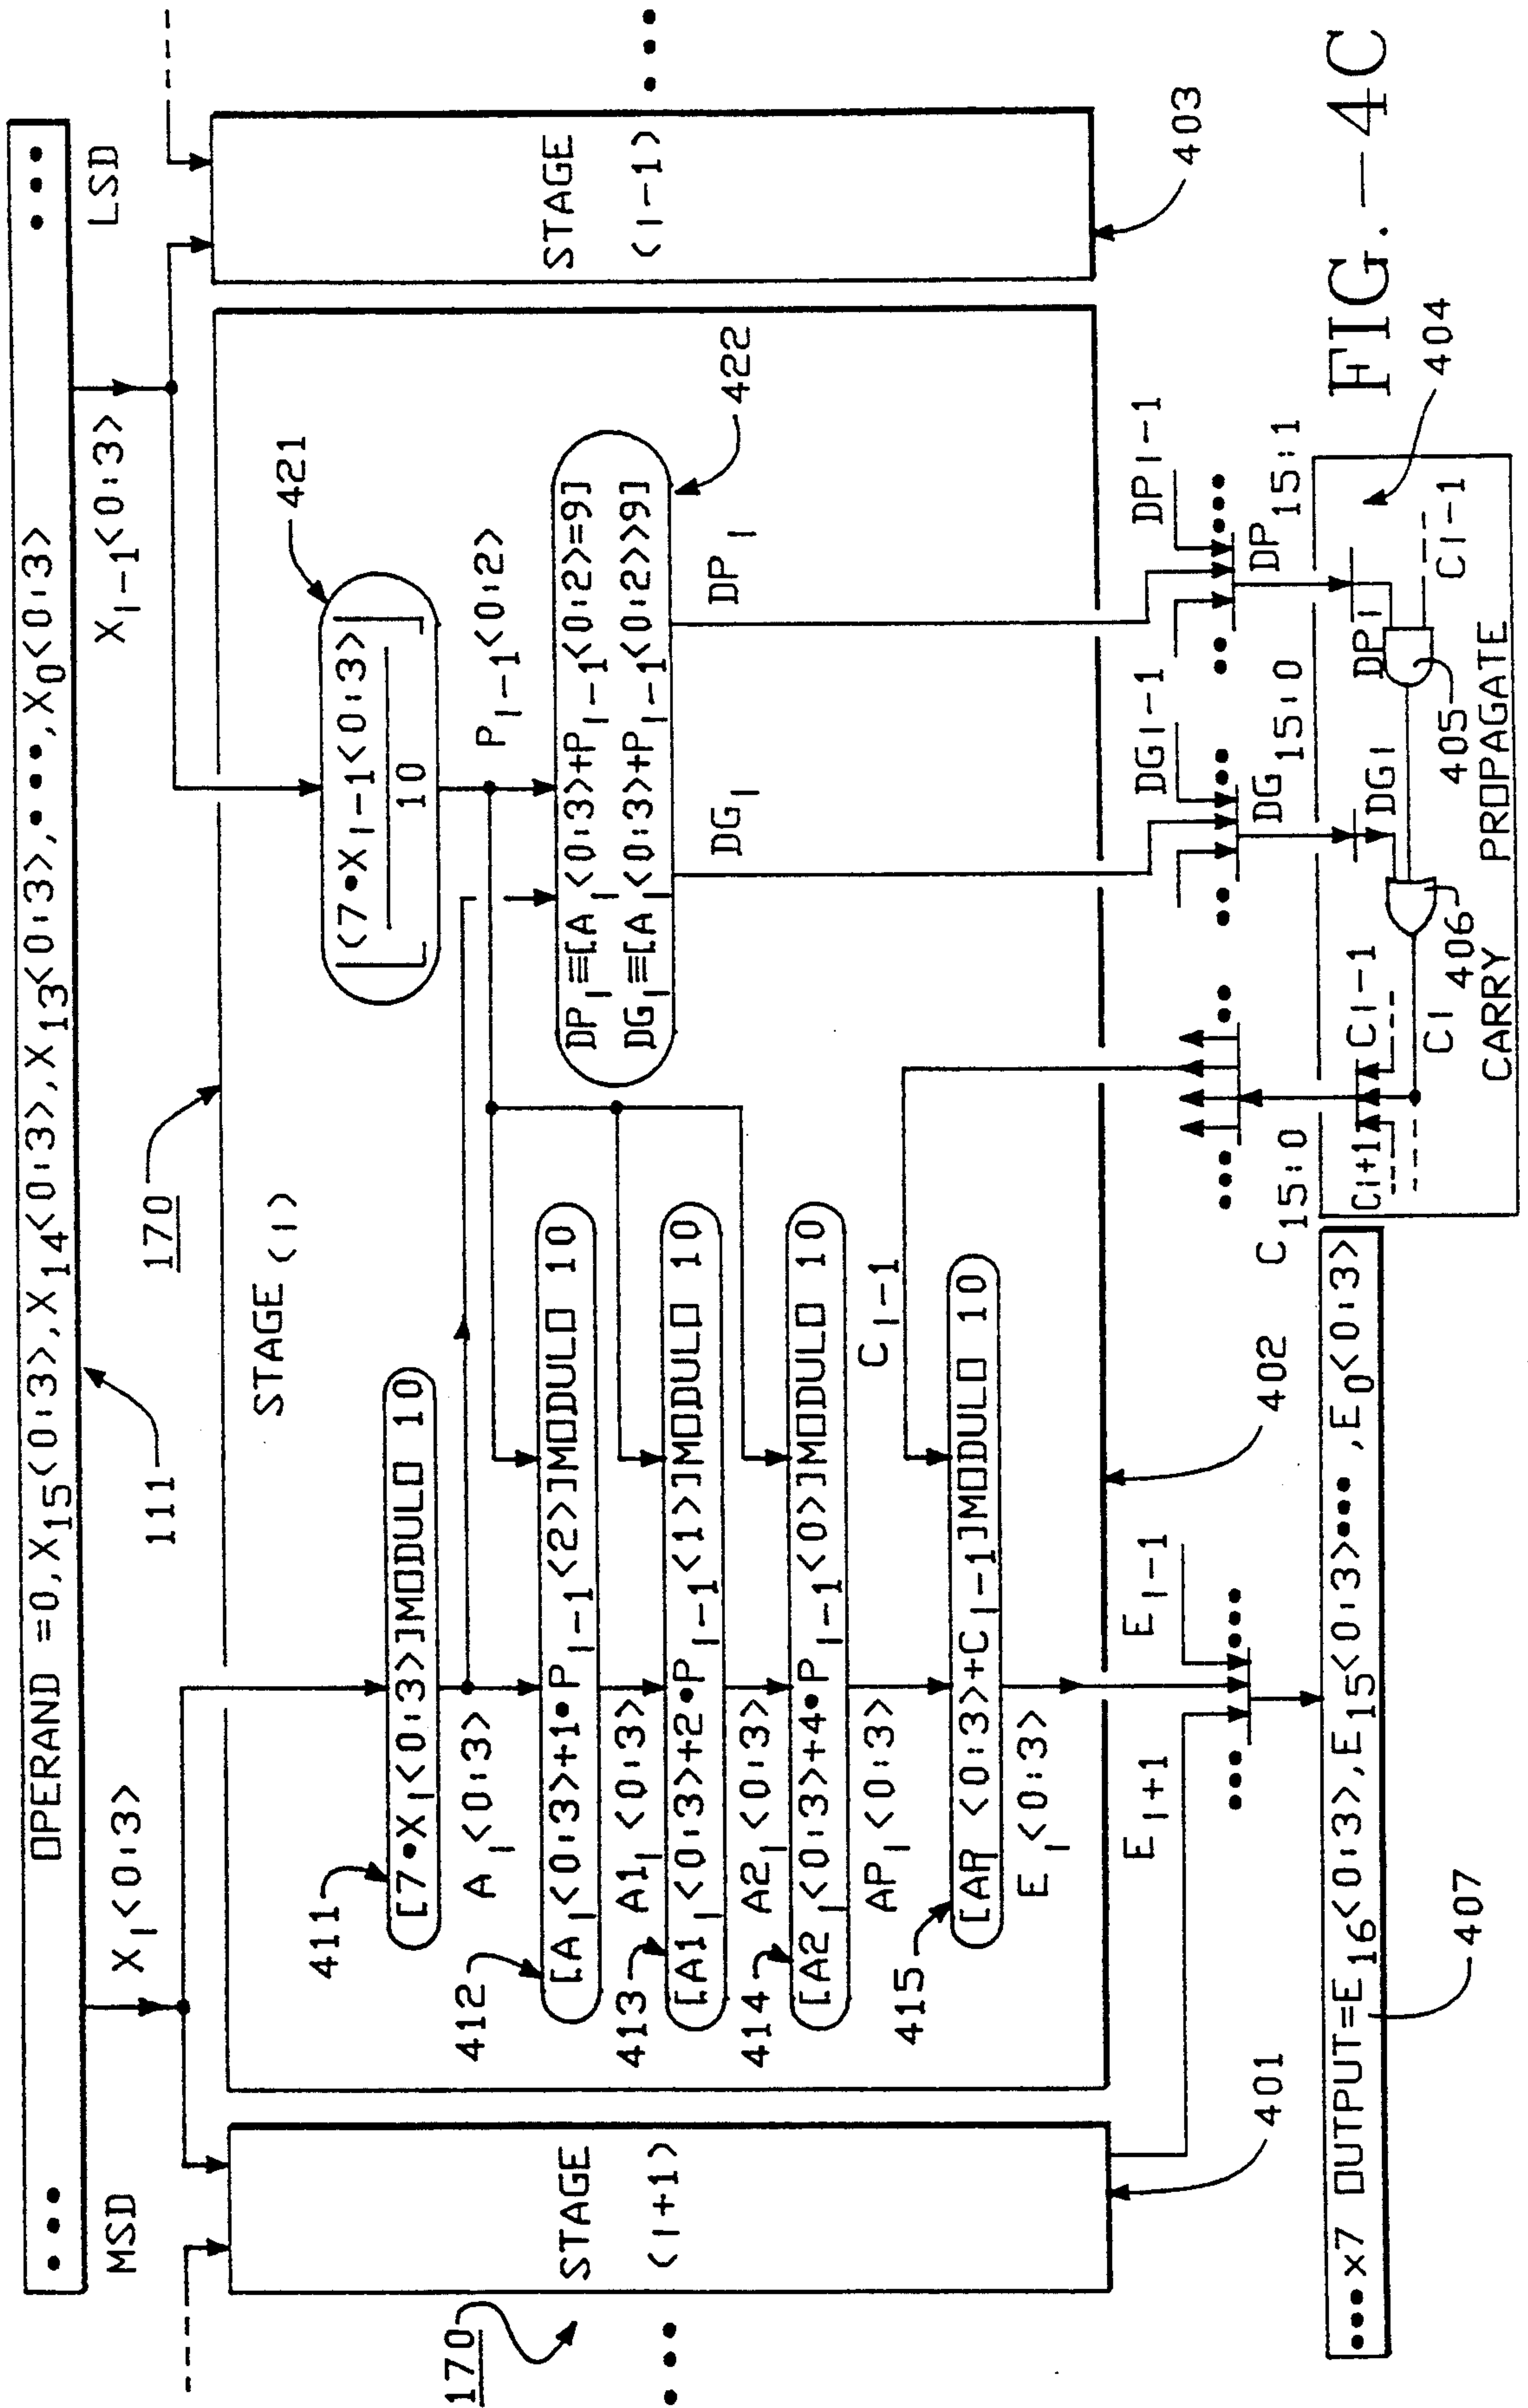 OPERAND =0,X15<0:3>,X14<0:3>,X13<0:3>,•••,X0<0:3>
•••
•••
MSD
LSD
111
XI<0:3>
XI-1<0:3>
170
170
STAGE (I+1)
STAGE (I)
STAGE (I-1)
411
[7•XI<0:3>]MODULO 10
AI<0:3>
412
[AI<0:3>+1•PI-1<2>]MODULO 10
413
A1I<0:3>
[A1I<0:3>+2•PI-1<1>]MODULO 10
414
A2I<0:3>
[A2I<0:3>+4•PI-1<0>]MODULO 10
API<0:3>
CI-1
415
[API<0:3>+CI-1]MODULO 10
EI<0:3>
421
⌊(7•XI-1<0:3>⌋
10
PI-1<0:2>
DPI≡[AI<0:3>+PI-1<0:2>=9]
DGI≡[AI<0:3>+PI-1<0:2>>9]
422
DGI
DPI
401
402
403
EI+1
EI-1
DGI-1
DPI-1
C15:0
DG15:0
DP15:1
404
CI+1
CI-1
CI
DGI
DPI
CI-1
406
405
CARRY PROPAGATE
•••x7 OUTPUT=E16<0:3>,E15<0:3>•••,E0<0:3>
407
FIG.—4C